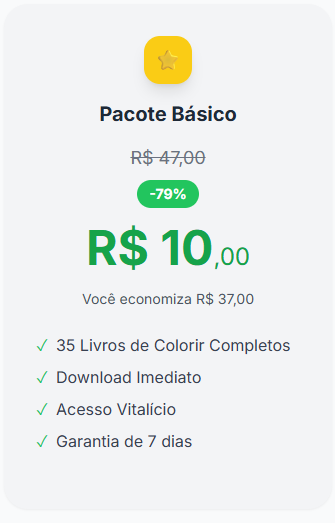 Pacote Básico
R$ 47,00
-79%
R$ 10,00
Você economiza R$ 37,00
✓ 35 Livros de Colorir Completos
✓ Download Imediato
✓ Acesso Vitalício
✓ Garantia de 7 dias